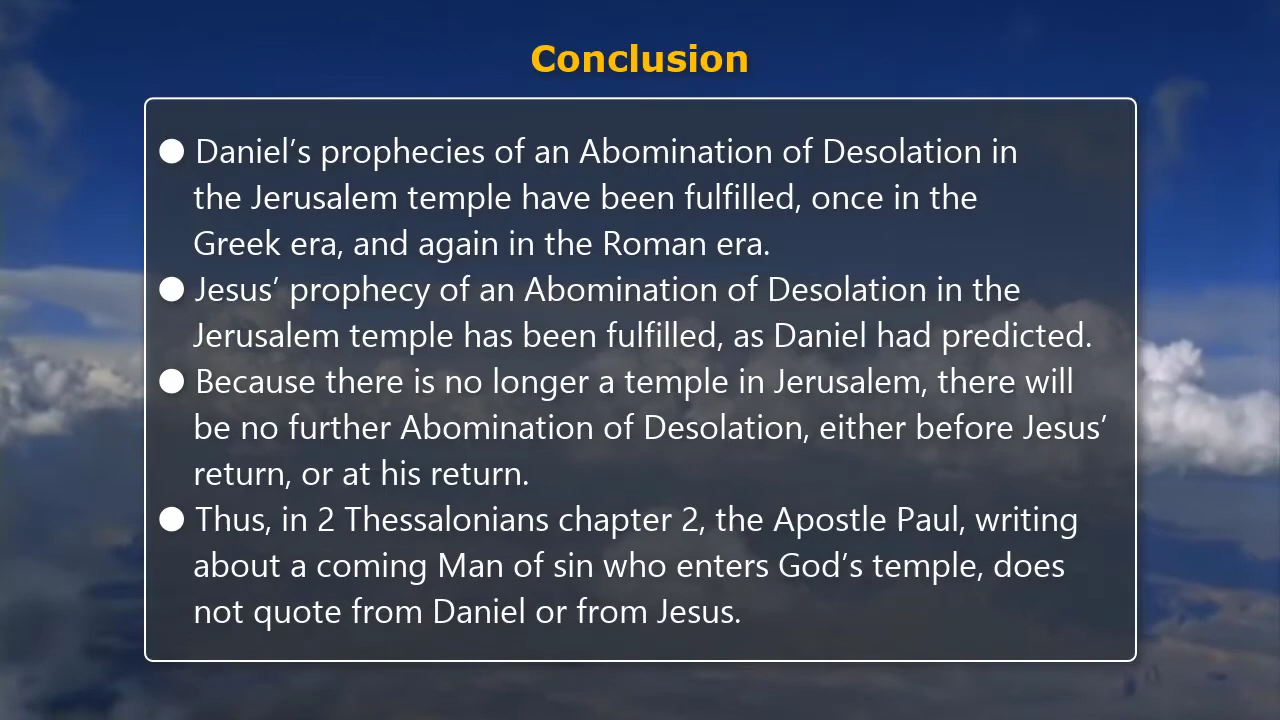 Conclusion
● Daniel’s prophecies of an Abomination of Desolation in
the Jerusalem temple have been fulfilled, once in the
Greek era, and again in the Roman era.
● Jesus’ prophecy of an Abomination of Desolation in the
Jerusalem temple has been fulfilled, as Daniel had predicted.
● Because there is no longer a temple in Jerusalem, there will
be no further Abomination of Desolation, either before Jesus’
return, or at his return.
● Thus, in 2 Thessalonians chapter 2, the Apostle Paul, writing
about a coming Man of sin who enters God’s temple, does
not quote from Daniel or from Jesus.